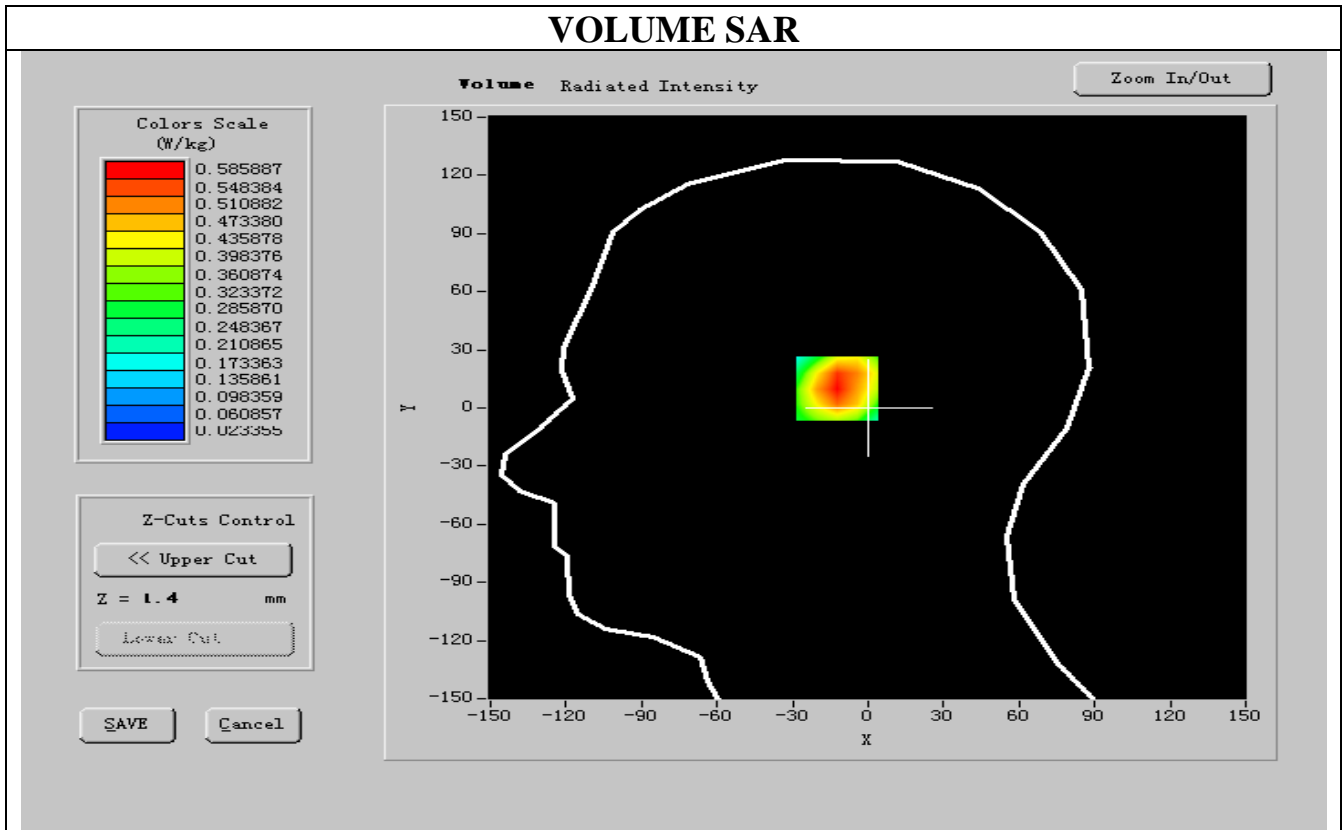 VOLUME SAR
Volume Radiated Intensity
Zoom In/Out
Colors Scale
(W/kg)
0.585887
0.548384
0.510882
0.473380
0.435878
0.398376
0.360874
0.323372
0.285870
0.248367
0.210865
0.173363
0.135861
0.098359
0.060857
0.023355
Z-Cuts Control
<< Upper Cut
Z = 1.4 mm
Lower Cut
SAVE
Cancel
150
120
90
60
30
0
-30
-60
-90
-120
-150
Y
-150 -120 -90 -60 -30 0 30 60 90 120 150
X